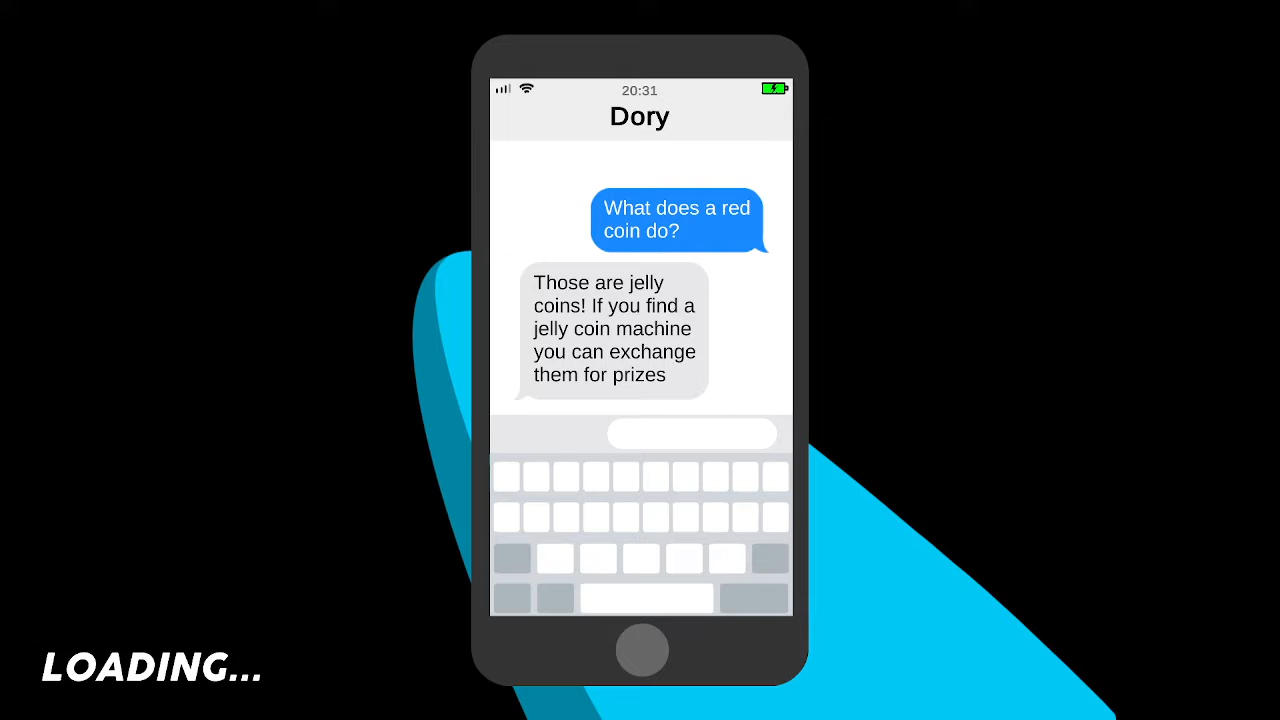 20:31
Dory
What does a red
coin do?
Those are jelly
coins! If you find a
jelly coin machine
you can exchange
them for prizes
LOADING...